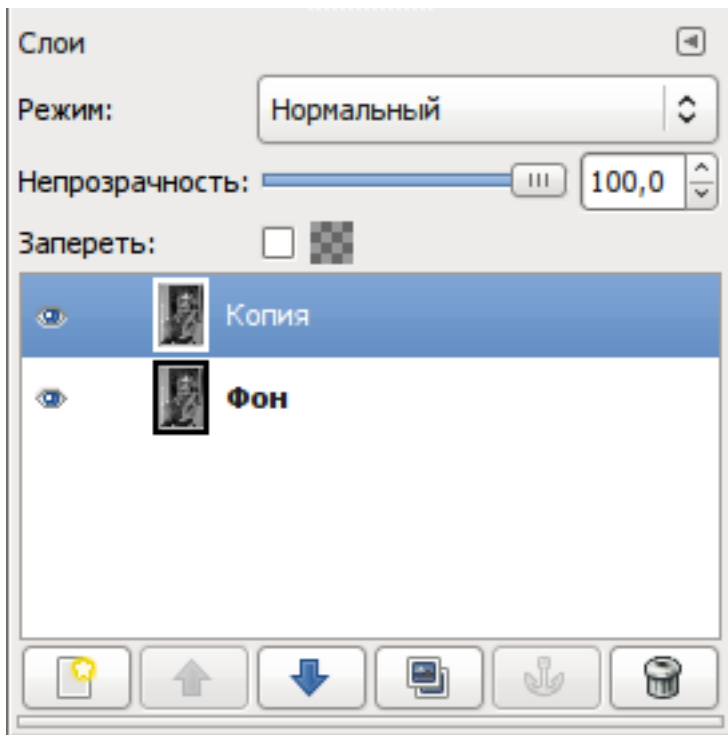 Слои
Режим: Нормальный
Непрозрачность: 100,0
Запереть:
Копия
Фон